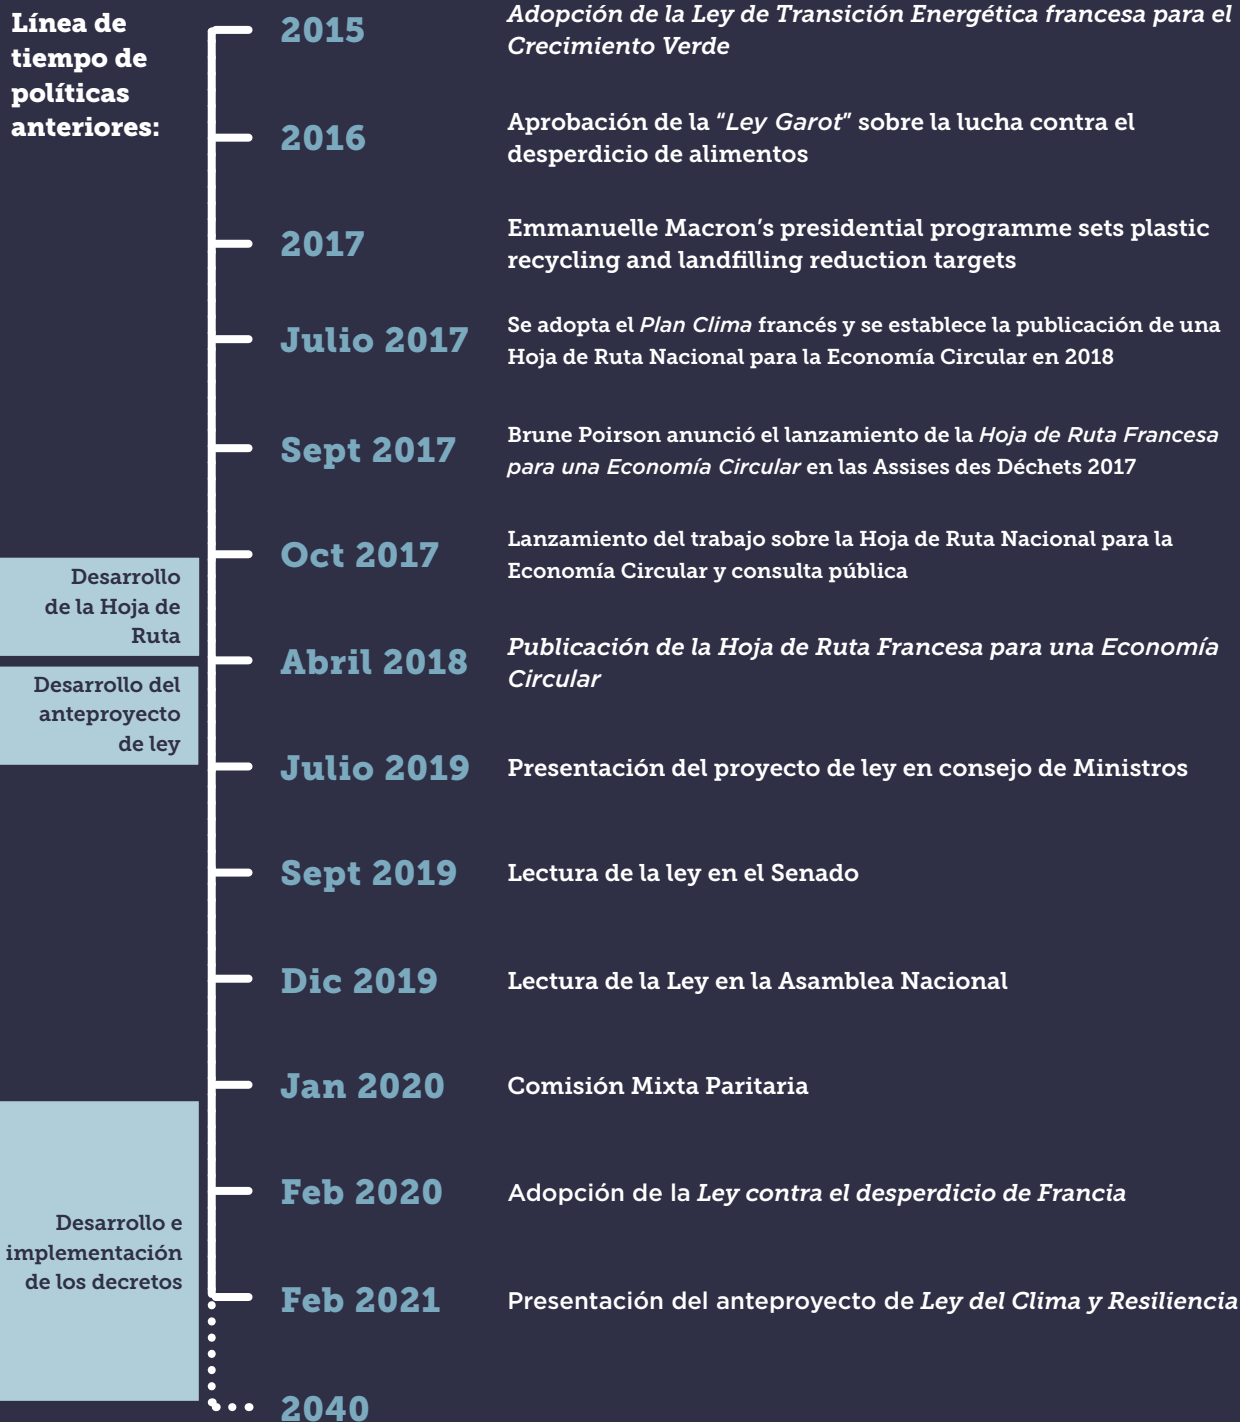 Línea de
tiempo de
políticas
anteriores:
2015
Adopción de la Ley de Transición Energética francesa para el
Crecimiento Verde
2016
Aprobación de la “Ley Garot” sobre la lucha contra el
desperdicio de alimentos
2017
Emmanuelle Macron’s presidential programme sets plastic
recycling and landfilling reduction targets
Julio 2017
Se adopta el Plan Clima francés y se establece la publicación de una
Hoja de Ruta Nacional para la Economía Circular en 2018
Sept 2017
Brune Poirson anunció el lanzamiento de la Hoja de Ruta Francesa
para una Economía Circular en las Assises des Déchets 2017
Oct 2017
Lanzamiento del trabajo sobre la Hoja de Ruta Nacional para la
Economía Circular y consulta pública
Desarrollo
de la Hoja de
Ruta
Abril 2018
Publicación de la Hoja de Ruta Francesa para una Economía
Circular
Desarrollo del
anteproyecto
de ley
Julio 2019
Presentación del proyecto de ley en consejo de Ministros
Sept 2019
Lectura de la ley en el Senado
Dic 2019
Lectura de la Ley en la Asamblea Nacional
Jan 2020
Comisión Mixta Paritaria
Feb 2020
Adopción de la Ley contra el desperdicio de Francia
Desarrollo e
implementación
de los decretos
Feb 2021
Presentación del anteproyecto de Ley del Clima y Resiliencia
2040